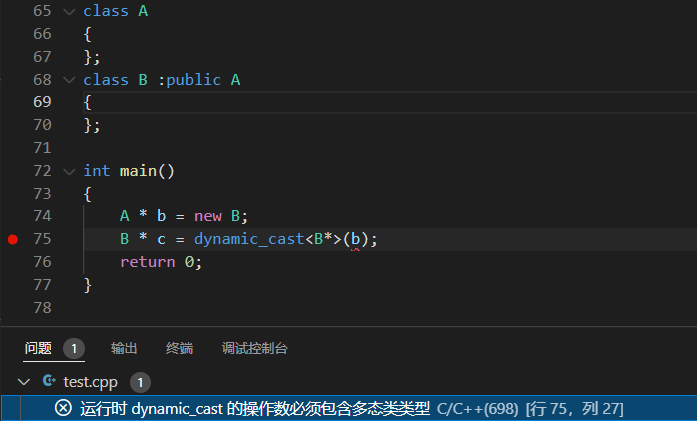 65 class A
66 {
67 };
68 class B :public A
69 {
70 };
71
72 int main()
73 {
74 A * b = new B;
75 B * c = dynamic_cast<B*>(b);
76 return 0;
77 }
78
问题 1 输出 终端 调试控制台
test.cpp 1
运行时 dynamic_cast 的操作数必须包含多态类类型 C/C++(698) [行 75，列 27]